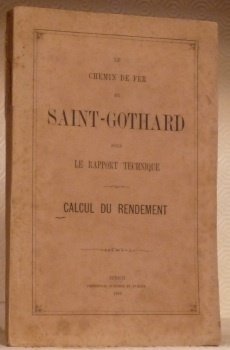 LE
CHEMIN DE FER
DU
SAINT-GOTHARD
SOUS
LE RAPPORT TECHNIQUE
CALCUL DU RENDEMENT
ZURICH